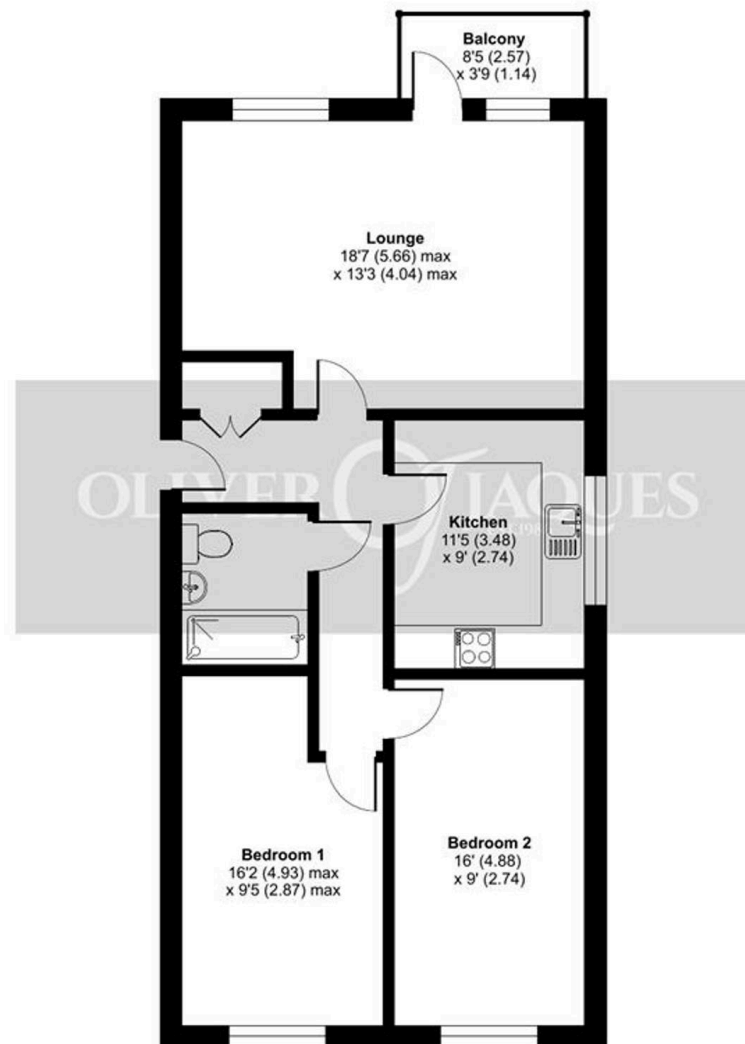 Balcony
8'5 (2.57)
x 3'9 (1.14)
Lounge
18'7 (5.66) max
x 13'3 (4.04) max
OLIVER JAQUES
Kitchen
11'5 (3.48)
x 9' (2.74)
Bedroom 1
16'2 (4.93) max
x 9'5 (2.87) max
Bedroom 2
16' (4.88)
x 9' (2.74)